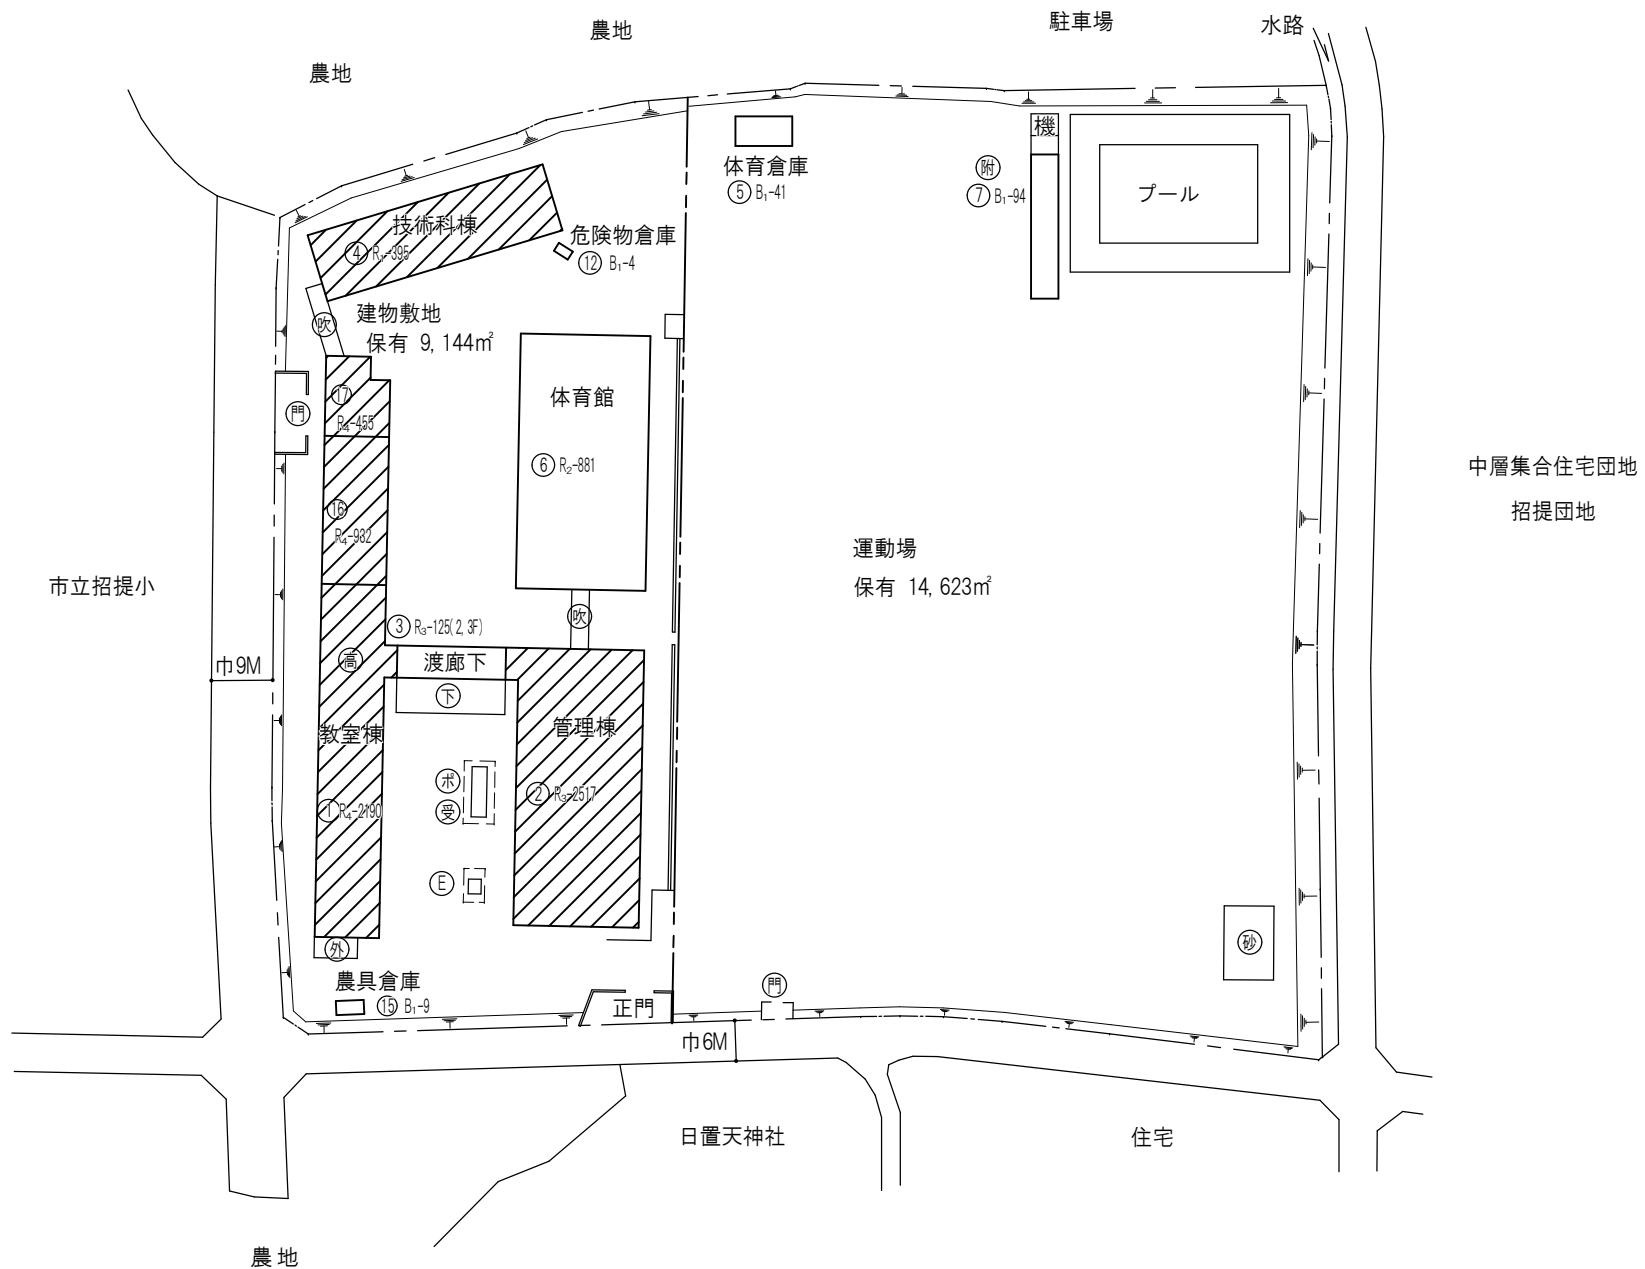 農地
駐車場
水路
農地
機
体育倉庫
⑤ B₁-41
附
⑦ B₁-94
プール
技術科棟
④ R₁-395
危険物倉庫
⑫ B₁-4
建物敷地
保有 9,144㎡
吹
⑰
R₄-455
門
体育館
⑥ R₂-881
中層集合住宅団地
招提団地
⑯
R₄-932
運動場
保有 14,623㎡
市立招提小
吹
③ R₃-125(2,3F)
高
渡廊下
下
巾9M
教室棟
管理棟
ポ
受
① R₄-2190
② R₃-2517
E
外
砂
農具倉庫
⑮ B₁-9
正門
門
巾6M
日置天神社
住宅
農地